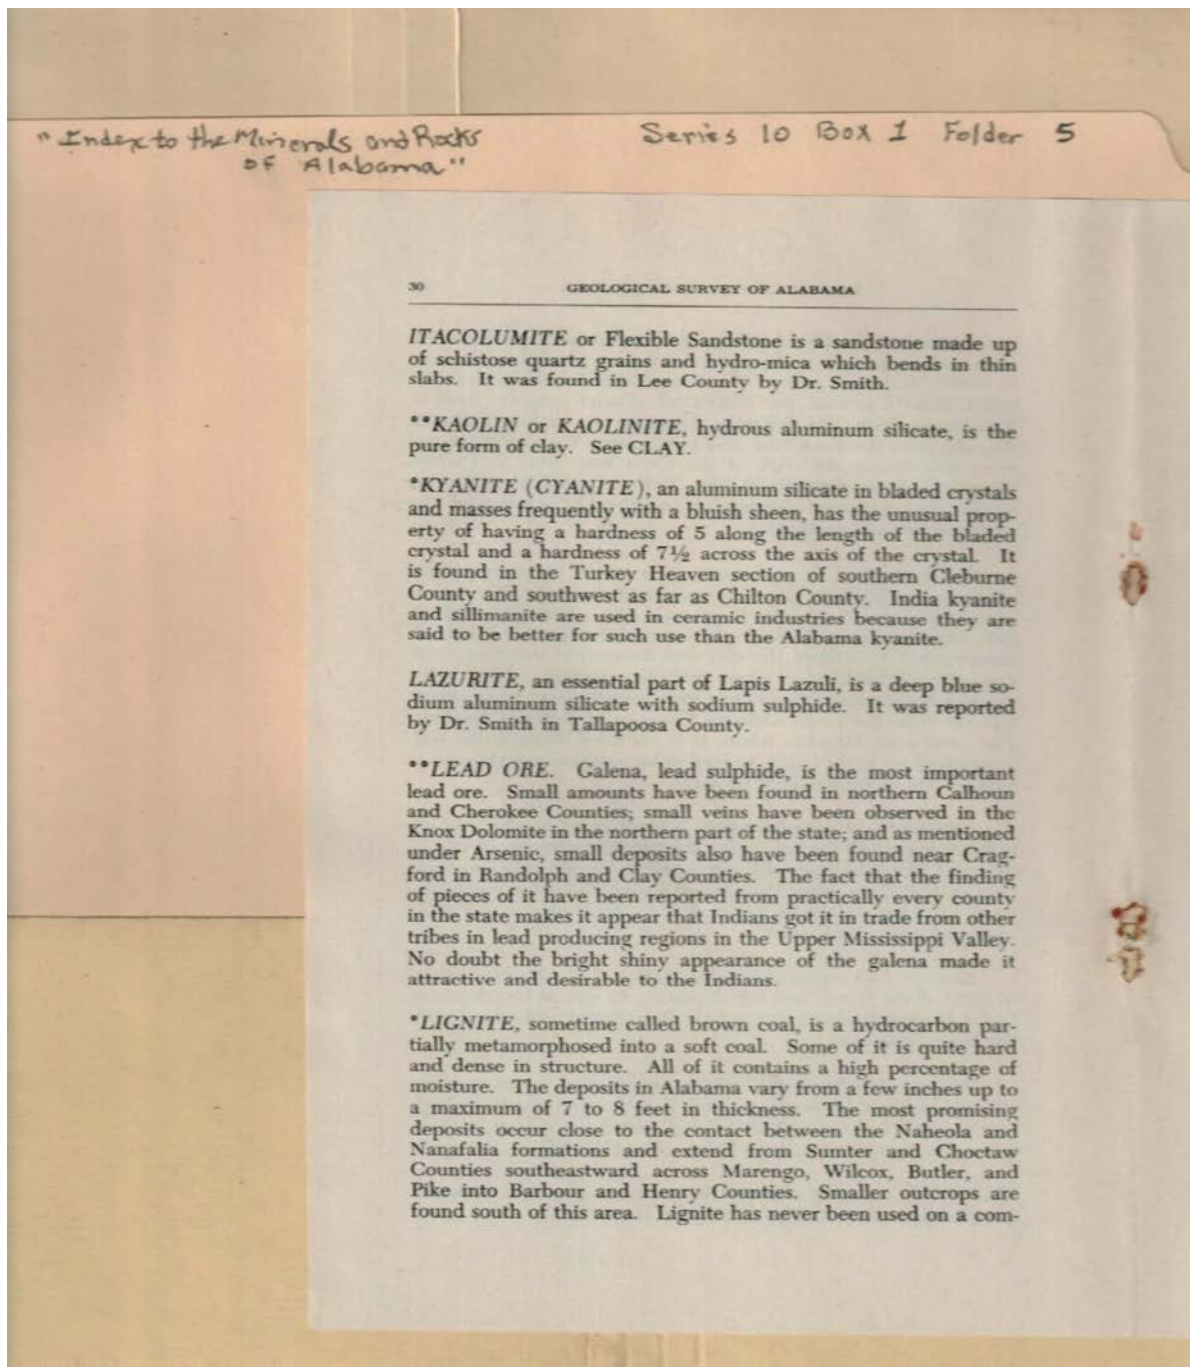 "Index to the Minerals and Rocks
of Alabama"
Series 10 Box 1 Folder 5
30
GEOLOGICAL SURVEY OF ALABAMA
ITACOLUMITE or Flexible Sandstone is a sandstone made up
of schistose quartz grains and hydro-mica which bends in thin
slabs. It was found in Lee County by Dr. Smith.
**KAOLIN or KAOLINITE, hydrous aluminum silicate, is the
pure form of clay. See CLAY.
*KYANITE (CYANITE), an aluminum silicate in bladed crystals
and masses frequently with a bluish sheen, has the unusual prop-
erty of having a hardness of 5 along the length of the bladed
crystal and a hardness of 7½ across the axis of the crystal. It
is found in the Turkey Heaven section of southern Cleburne
County and southwest as far as Chilton County. India kyanite
and sillimanite are used in ceramic industries because they are
said to be better for such use than the Alabama kyanite.
LAZURITE, an essential part of Lapis Lazuli, is a deep blue so-
dium aluminum silicate with sodium sulphide. It was reported
by Dr. Smith in Tallapoosa County.
**LEAD ORE. Galena, lead sulphide, is the most important
lead ore. Small amounts have been found in northern Calhoun
and Cherokee Counties; small veins have been observed in the
Knox Dolomite in the northern part of the state; and as mentioned
under Arsenic, small deposits also have been found near Crag-
ford in Randolph and Clay Counties. The fact that the finding
of pieces of it have been reported from practically every county
in the state makes it appear that Indians got it in trade from other
tribes in lead producing regions in the Upper Mississippi Valley.
No doubt the bright shiny appearance of the galena made it
attractive and desirable to the Indians.
*LIGNITE, sometime called brown coal, is a hydrocarbon par-
tially metamorphosed into a soft coal. Some of it is quite hard
and dense in structure. All of it contains a high percentage of
moisture. The deposits in Alabama vary from a few inches up to
a maximum of 7 to 8 feet in thickness. The most promising
deposits occur close to the contact between the Naheola and
Nanafalia formations and extend from Sumter and Choctaw
Counties southeastward across Marengo, Wilcox, Butler, and
Pike into Barbour and Henry Counties. Smaller outcrops are
found south of this area. Lignite has never been used on a com-